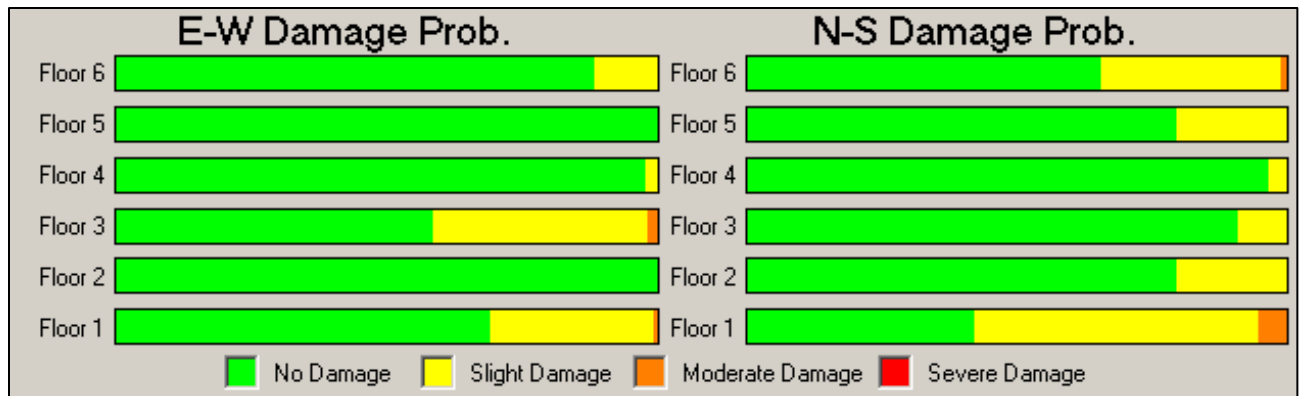 E-W Damage Prob. N-S Damage Prob.
Floor 6 Floor 6
Floor 5 Floor 5
Floor 4 Floor 4
Floor 3 Floor 3
Floor 2 Floor 2
Floor 1 Floor 1
No Damage Slight Damage Moderate Damage Severe Damage